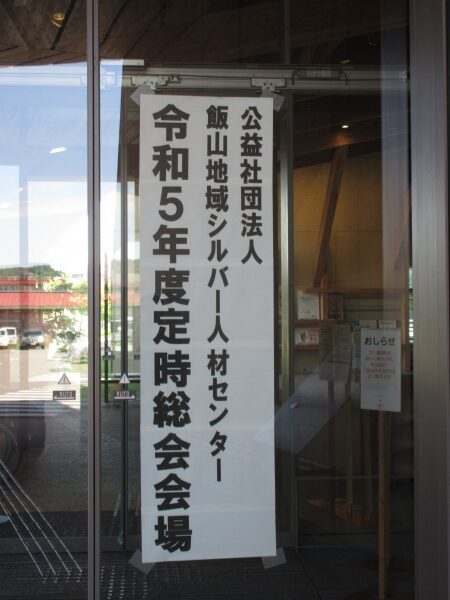 公益社団法人
飯山地域シルバー人材センター
令和5年度定時総会会場
おしらせ